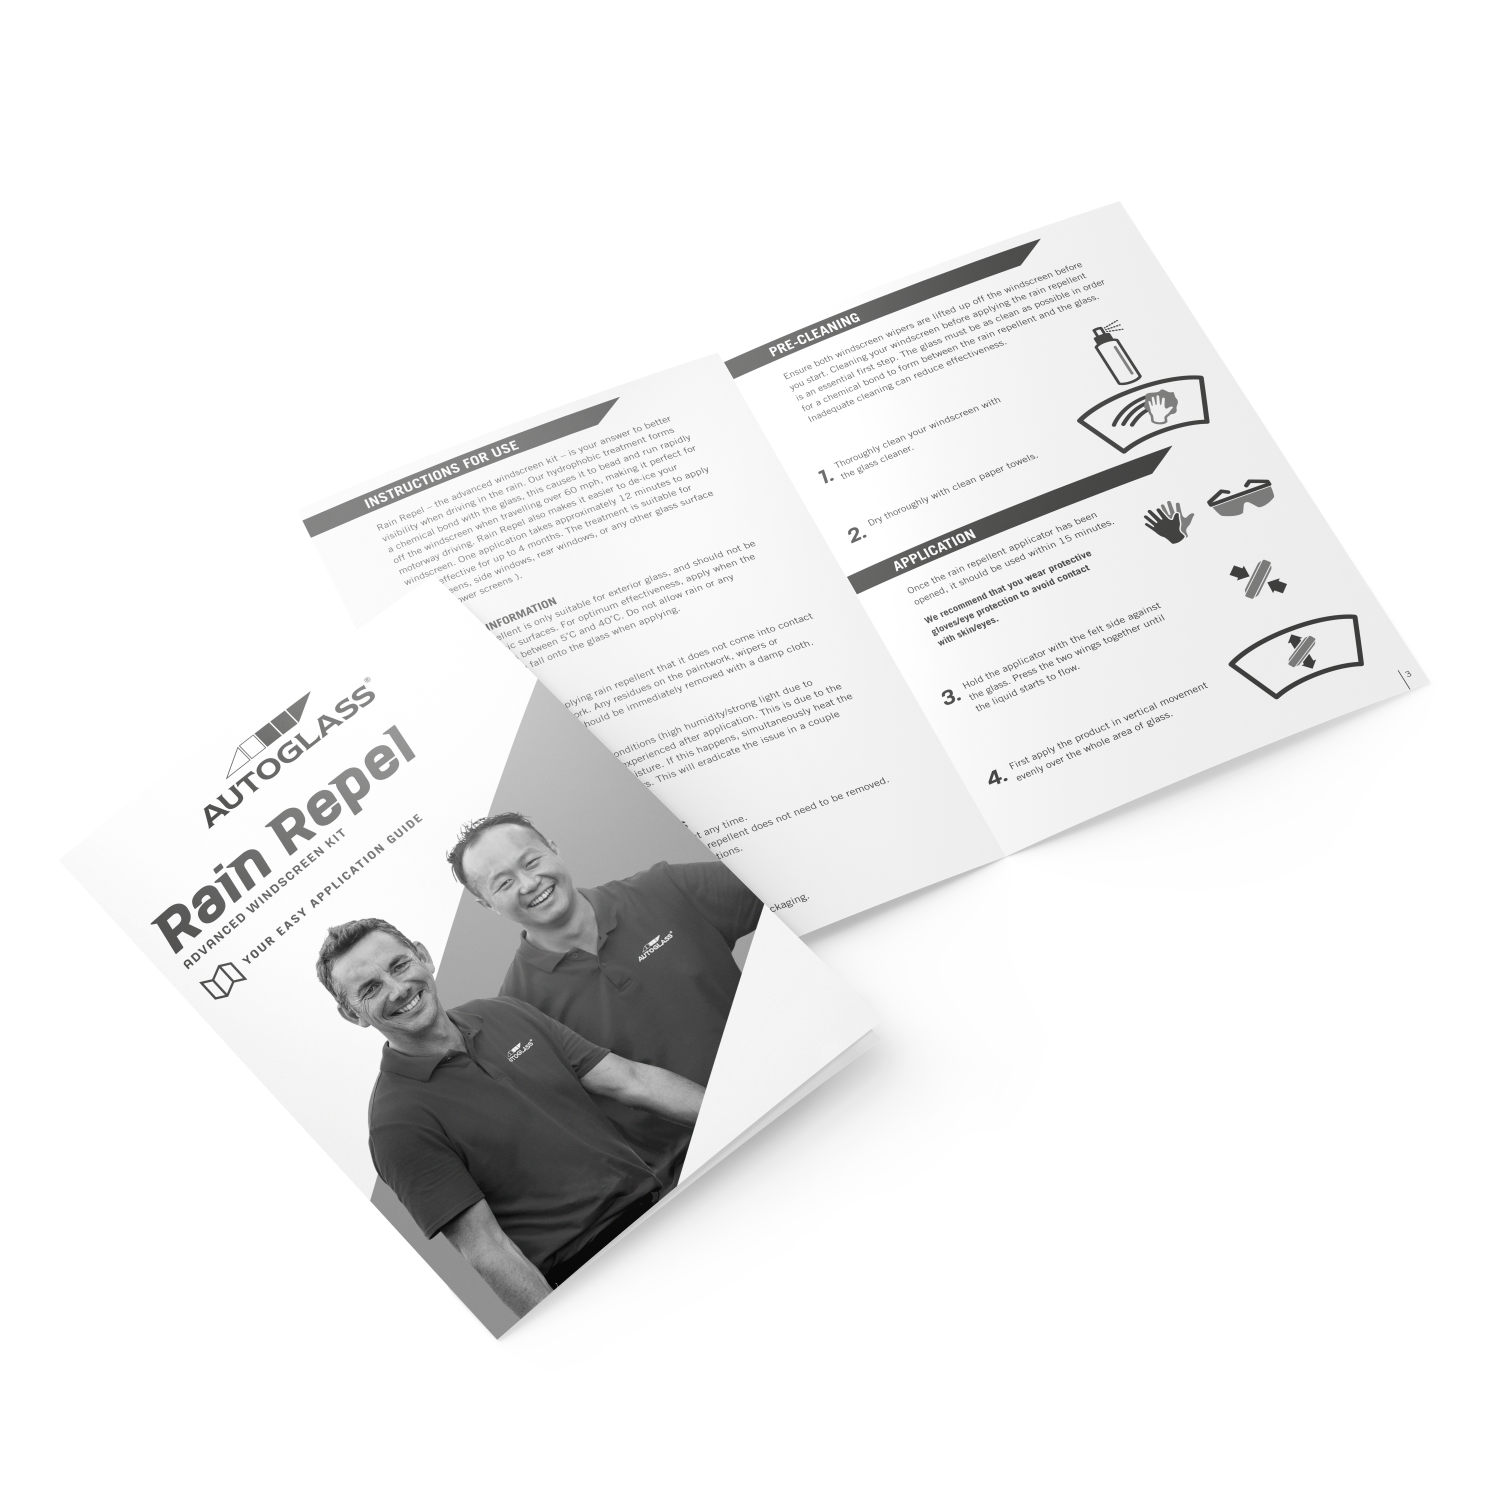 AUTOGLASS®
Rain Repel
ADVANCED WINDSCREEN KIT
YOUR EASY APPLICATION GUIDE
AUTOGLASS®
INSTRUCTIONS FOR USE
Rain Repel – the advanced windscreen kit – is your answer to better
visibility when driving in the rain. Our hydrophobic treatment forms
a chemical bond with the glass, this causes it to bead and run rapidly
off the windscreen when travelling over 60 mph, making it perfect for
motorway driving. Rain Repel also makes it easier to de-ice your
windscreen. One application takes approximately 12 minutes to apply
effective for up to 4 months. The treatment is suitable for
side windows, rear windows, or any other glass surface
screens ).
INFORMATION
is only suitable for exterior glass, and should not be
surfaces. For optimum effectiveness, apply when the
between 5°C and 40°C. Do not allow rain or any
fall onto the glass when applying.
rain repellent that it does not come into contact
Any residues on the paintwork, wipers or
be immediately removed with a damp cloth.
(high humidity/strong light due to
experienced after application. This is due to the
If this happens, simultaneously heat the
This will eradicate the issue in a couple
any time.
repellent does not need to be removed.
PRE-CLEANING
Ensure both windscreen wipers are lifted up off the windscreen before
you start. Cleaning your windscreen before applying the rain repellent
is an essential first step. The glass must be as clean as possible in order
for a chemical bond to form between the rain repellent and the glass.
Inadequate cleaning can reduce effectiveness.
1. Thoroughly clean your windscreen with
the glass cleaner.
2. Dry thoroughly with clean paper towels.
APPLICATION
Once the rain repellent applicator has been
opened, it should be used within 15 minutes.
We recommend that you wear protective
gloves/eye protection to avoid contact
with skin/eyes.
3. Hold the applicator with the felt side against
the glass. Press the two wings together until
the liquid starts to flow.
4. First apply the product in vertical movement
evenly over the whole area of glass.
3